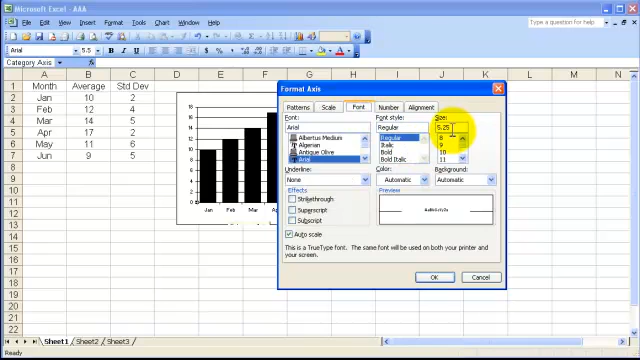 Microsoft Excel - AAA
File Edit View Insert Format Tools Chart Window Help
Type a question for help
Arial 5.5 B I U $ % ,
Category Axis
A B C D E F G H I J K
1 Month Average Std Dev
2 Jan 10 2
3 Feb 12 4
4 Mar 14 5
5 Apr 17 2
6 May 11 6
7 Jun 9 5
8
9
10
11
12
13
14
15
16
17
18
19
20
21
22
18
16
14
12
10
8
6
4
2
0
Jan Feb Mar Apr
Format Axis
Patterns Scale Font Number Alignment
Font: Font style: Size:
Arial Regular 5.25
Albertus Medium Regular 8
Algerian Italic 9
Antique Olive Bold 10
Arial Bold Italic 11
Underline: Color: Background:
None Automatic Automatic
Effects Preview
Strikethrough
Superscript AaBbCcYyZz
Subscript
Auto scale
This is a TrueType font. The same font will be used on both your printer and
your screen.
OK Cancel
Sheet1 Sheet2 Sheet3
Ready